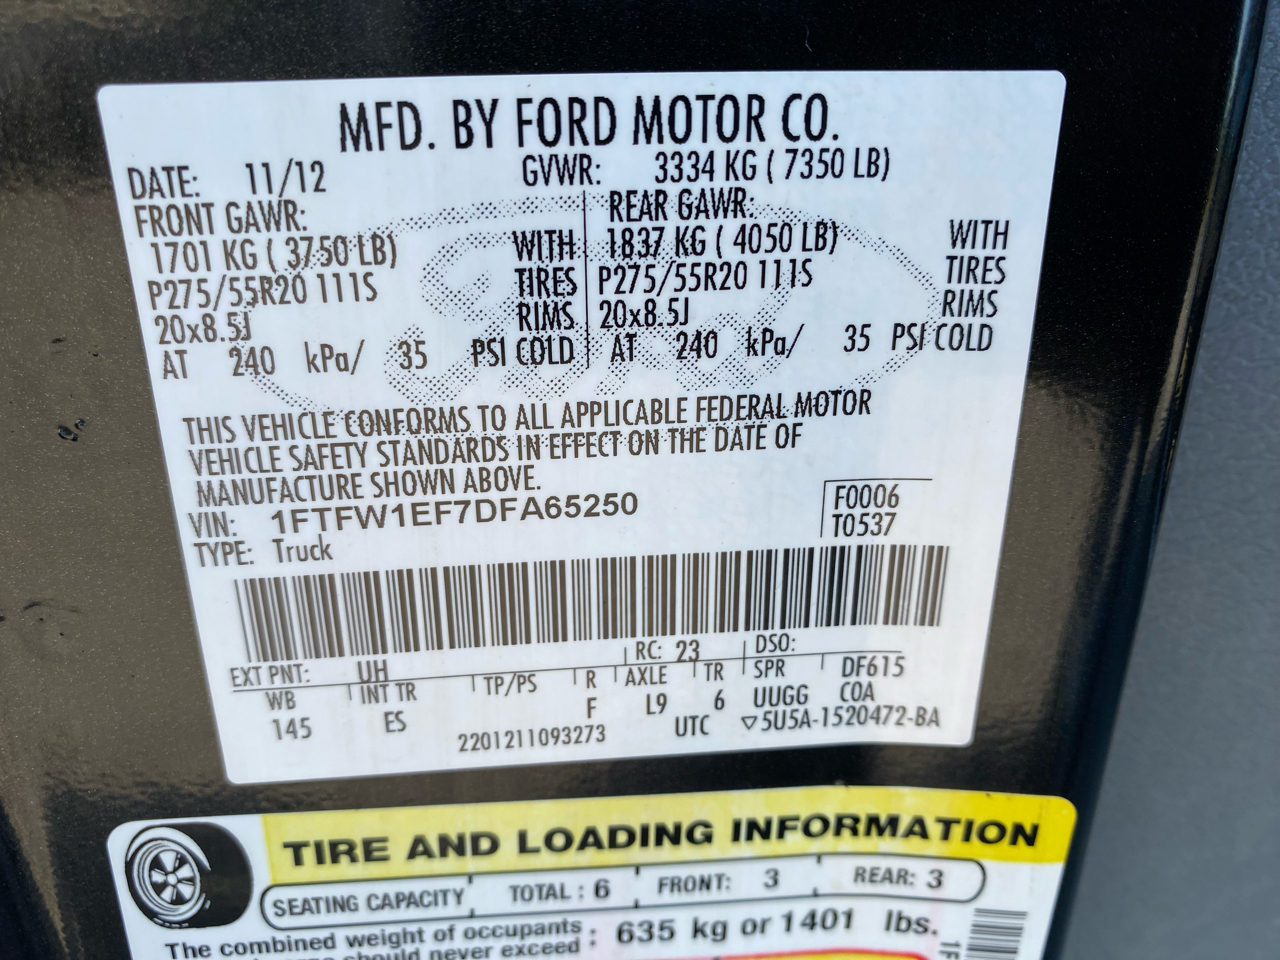 MFD. BY FORD MOTOR CO.
DATE: 11/12 GVWR: 3334 KG ( 7350 LB)
FRONT GAWR: REAR GAWR:
1701 KG ( 3750 LB) WITH 1837 KG ( 4050 LB) WITH
P275/55R20 111S TIRES P275/55R20 111S TIRES
20x8.5J RIMS 20x8.5J RIMS
AT 240 kPa/ 35 PSI COLD AT 240 kPa/ 35 PSI COLD
THIS VEHICLE CONFORMS TO ALL APPLICABLE FEDERAL MOTOR
VEHICLE SAFETY STANDARDS IN EFFECT ON THE DATE OF
MANUFACTURE SHOWN ABOVE.
VIN: 1FTFW1EF7DFA65250 F0006
TYPE: Truck T0537
EXT PNT: UH RC: 23 DSO:
WB INT TR TP/PS R AXLE TR SPR DF615
145 ES F L9 6 UUGG COA
2201211093273 UTC ▽5U5A-1520472-BA
TIRE AND LOADING INFORMATION
SEATING CAPACITY TOTAL : 6 FRONT: 3 REAR: 3
The combined weight of occupants : 635 kg or 1401 lbs.
should never exceed